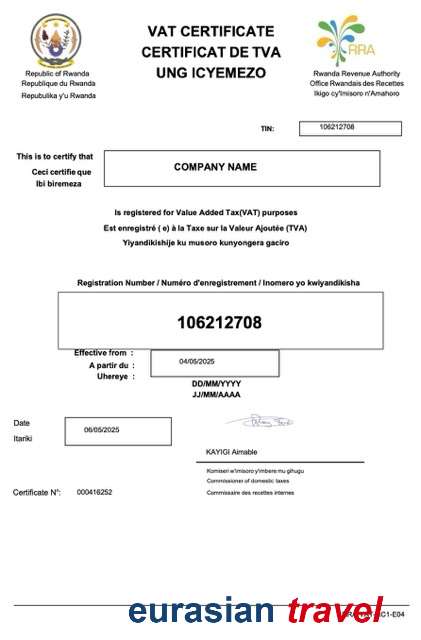 VAT CERTIFICATE
CERTIFICAT DE TVA
UNG ICYEMEZO
RRA
Republic of Rwanda
Republique du Rwanda
Repubulika y'u Rwanda
Rwanda Revenue Authority
Office Rwandais des Recettes
Ikigo cy'Imisoro n'Amahoro
TIN:
106212708
This is to certify that
Ceci certifie que
Ibi biremeza
COMPANY NAME
Is registered for Value Added Tax(VAT) purposes
Est enregistré ( e) à la Taxe sur la Valeur Ajoutée (TVA)
Yiyandikishije ku musoro kunyongera gaciro
Registration Number / Numéro d'enregistrement / Inomero yo kwiyandikisha
106212708
Effective from :
A partir du :
Uhereye :
04/05/2025
DD/MM/YYYY
JJ/MM/AAAA
Date
Itariki
06/05/2025
KAYIGI Aimable
Komiseri w'imisoro y'imbere mu gihugu
Commissioner of domestic taxes
Commissaire des recettes internes
Certificate N°: 000416252
eurasian travel